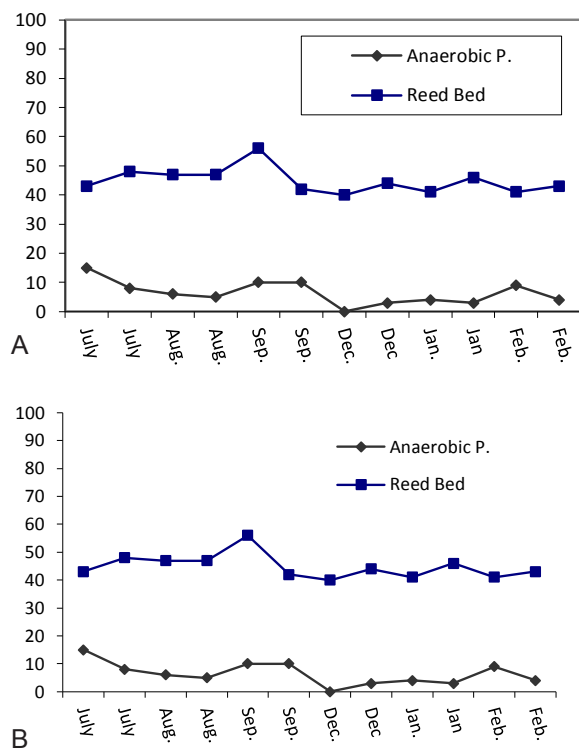 100
90
80
70
60
50
40
30
20
10
0
Anaerobic P.
Reed Bed
July
July
Aug.
Aug.
Sep.
Sep.
Dec.
Dec
Jan.
Jan
Feb.
Feb.
A
100
90
80
70
60
50
40
30
20
10
0
Anaerobic P.
Reed Bed
July
July
Aug.
Aug.
Sep.
Sep.
Dec.
Dec
Jan.
Jan
Feb.
Feb.
B